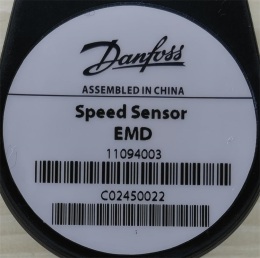 Danfoss
ASSEMBLED IN CHINA
Speed Sensor
EMD
11094003
C02450022